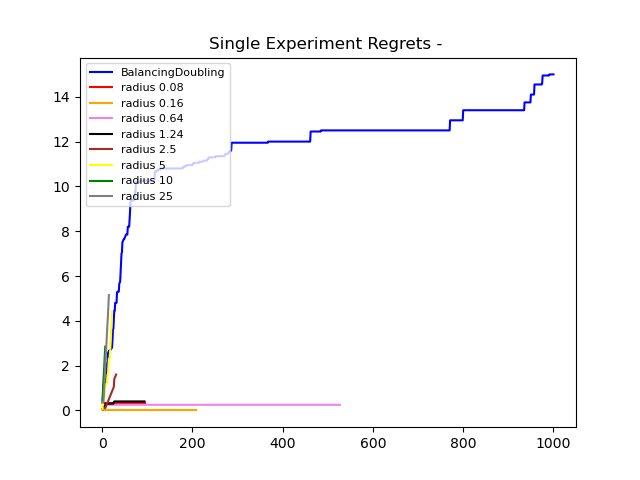 Single Experiment Regrets -
BalancingDoubling
radius 0.08
radius 0.16
radius 0.64
radius 1.24
radius 2.5
radius 5
radius 10
radius 25
14
12
10
8
6
4
2
0
0 200 400 600 800 1000